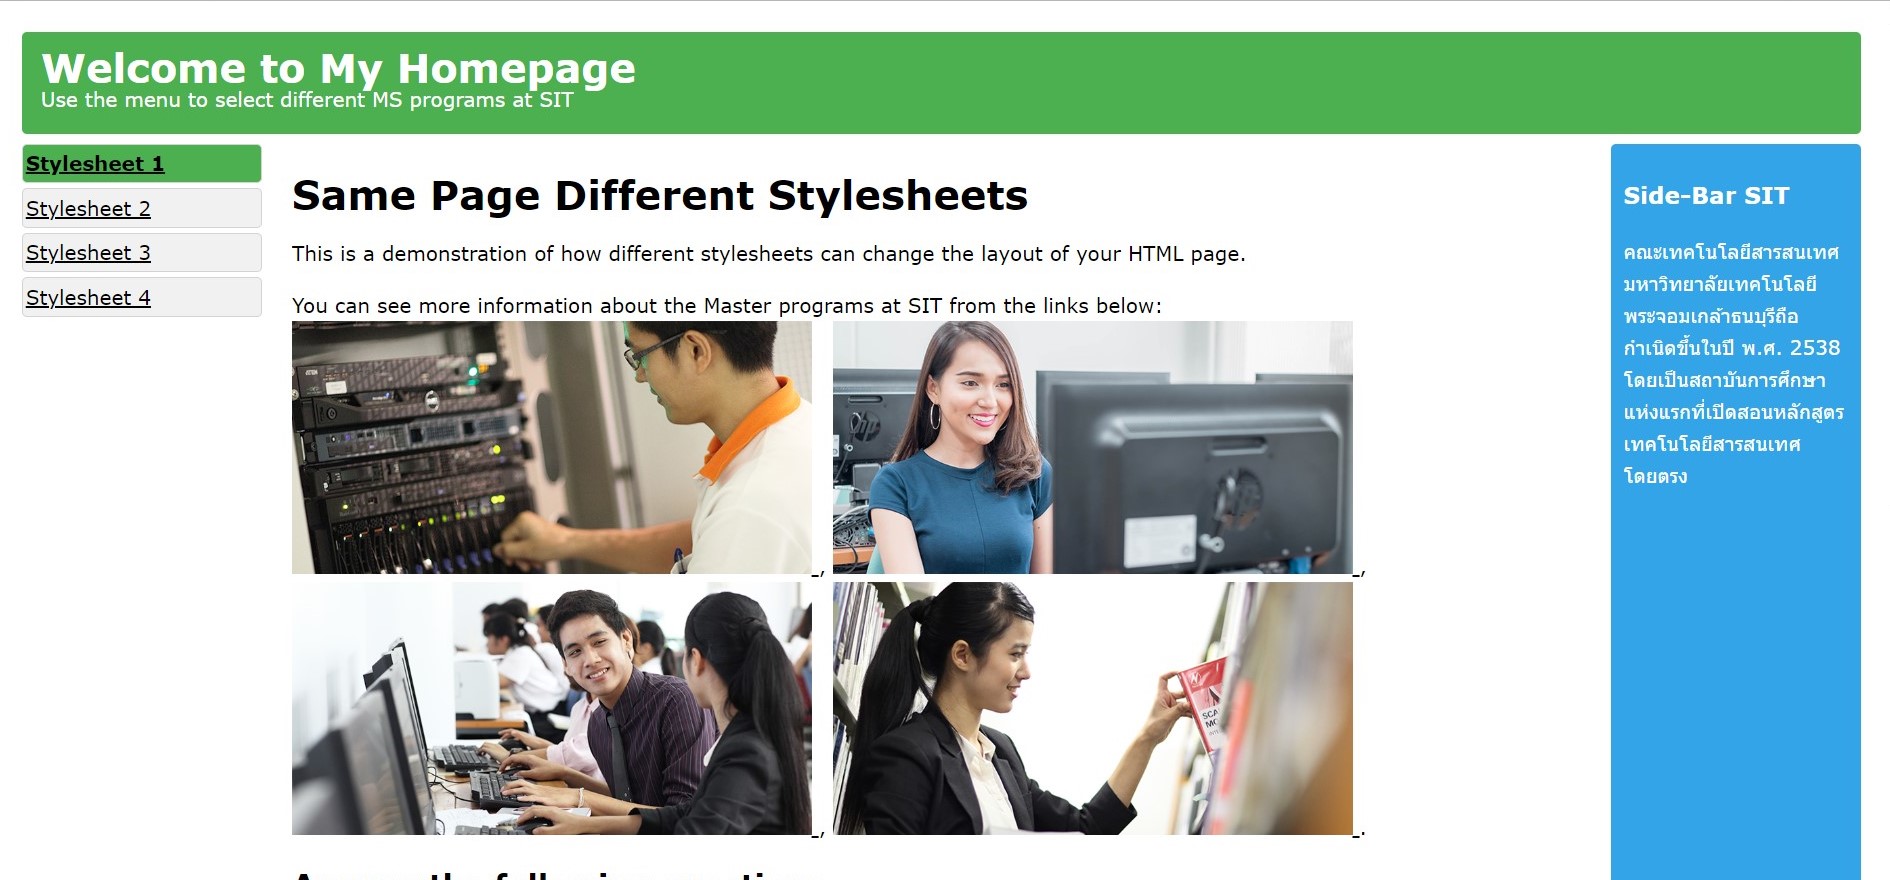 Welcome to My Homepage
Use the menu to select different MS programs at SIT
Stylesheet 1
Stylesheet 2
Stylesheet 3
Stylesheet 4
Same Page Different Stylesheets
This is a demonstration of how different stylesheets can change the layout of your HTML page.
You can see more information about the Master programs at SIT from the links below:
hp
,
,
SCA
MO
,
.
Side-Bar SIT
คณะเทคโนโลยีสารสนเทศ
มหาวิทยาลัยเทคโนโลยี
พระจอมเกล้าธนบุรีถือ
กำเนิดขึ้นในปี พ.ศ. 2538
โดยเป็นสถาบันการศึกษา
แห่งแรกที่เปิดสอนหลักสูตร
เทคโนโลยีสารสนเทศ
โดยตรง